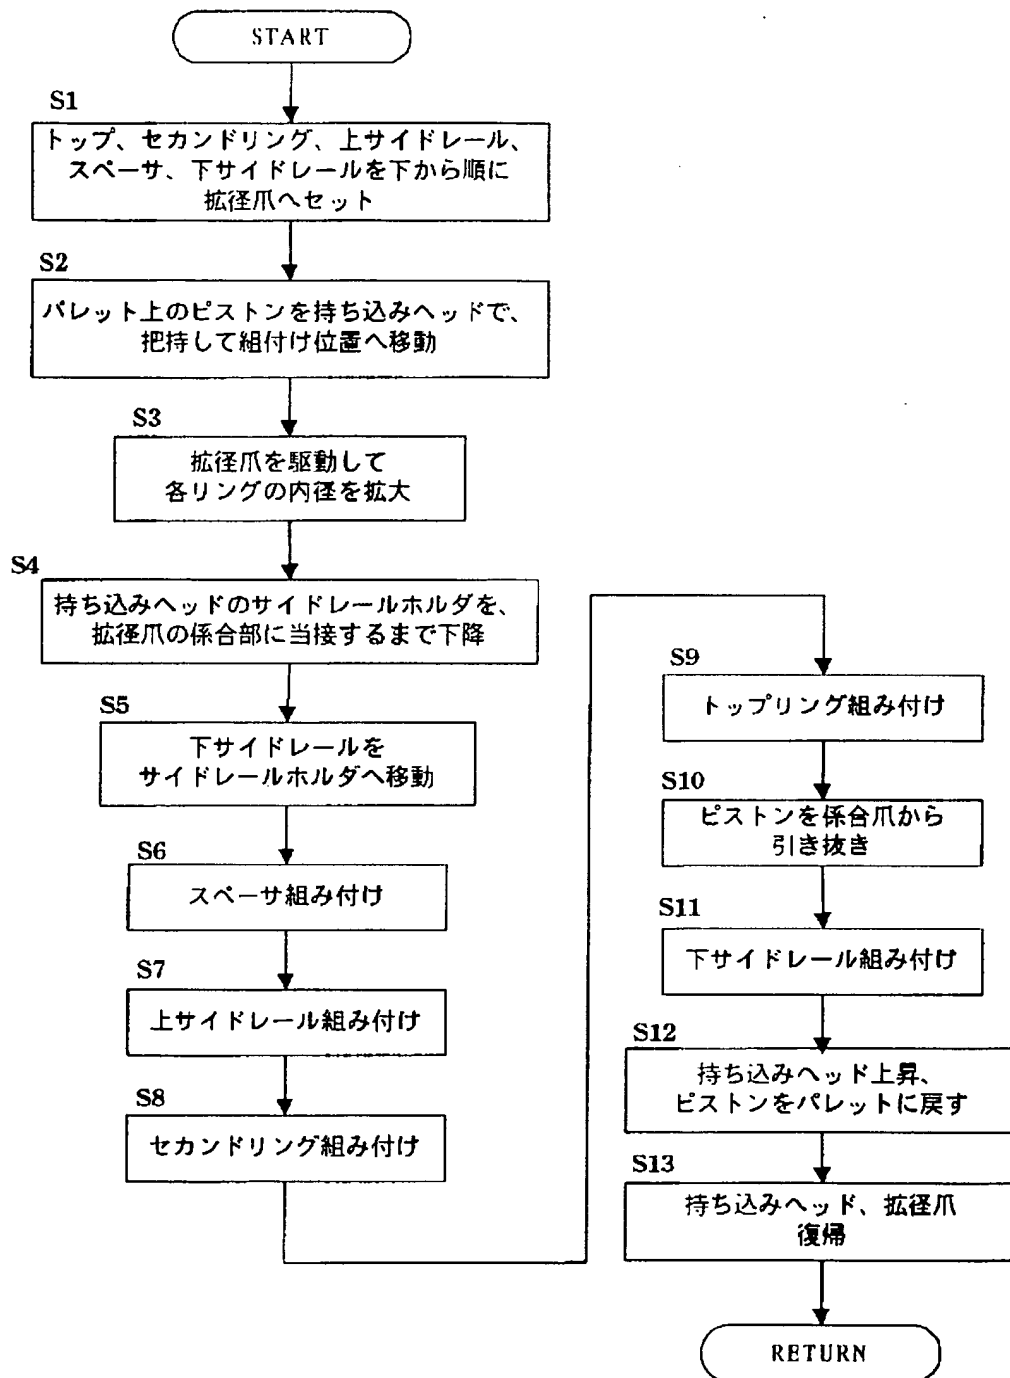 START
S1
トップ、セカンドリング、上サイドレール、
スペーサ、下サイドレールを下から順に
拡径爪へセット
S2
パレット上のピストンを持ち込みヘッドで、
把持して組付け位置へ移動
S3
拡径爪を駆動して
各リングの内径を拡大
S4
持ち込みヘッドのサイドレールホルダを、
拡径爪の係合部に当接するまで下降
S5
下サイドレールを
サイドレールホルダへ移動
S6
スペーサ組み付け
S7
上サイドレール組み付け
S8
セカンドリング組み付け
S9
トップリング組み付け
S10
ピストンを係合爪から
引き抜き
S11
下サイドレール組み付け
S12
持ち込みヘッド上昇、
ピストンをパレットに戻す
S13
持ち込みヘッド、拡径爪
復帰
RETURN